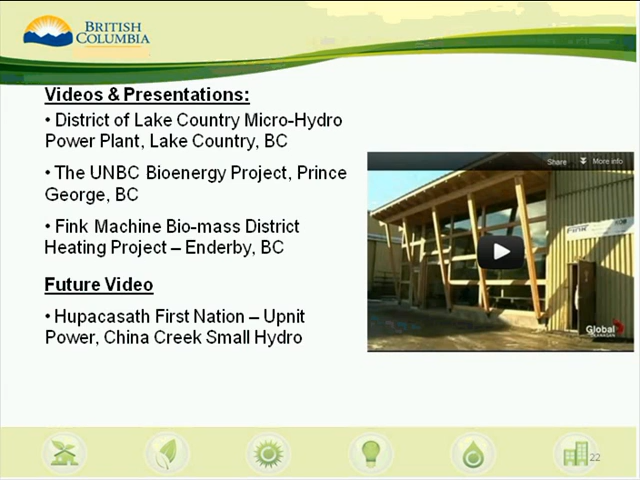 BRITISH
COLUMBIA
Videos & Presentations:
• District of Lake Country Micro-Hydro
Power Plant, Lake Country, BC
• The UNBC Bioenergy Project, Prince
George, BC
• Fink Machine Bio-mass District
Heating Project – Enderby, BC
Future Video
• Hupacasath First Nation – Upnit
Power, China Creek Small Hydro
Share More info
FINK
Global
OKANAGAN
22